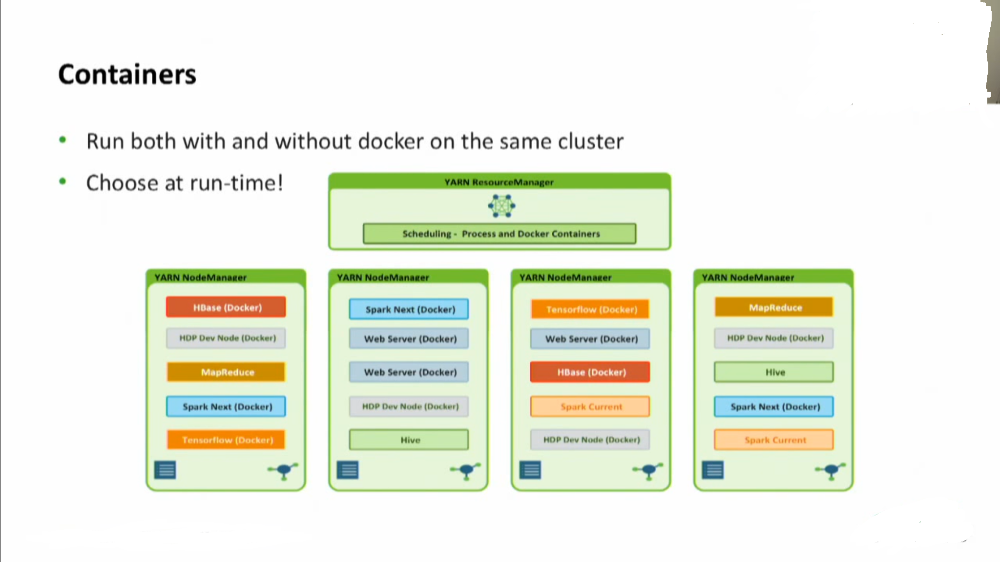 Containers
• Run both with and without docker on the same cluster
• Choose at run-time!
YARN ResourceManager
Scheduling - Process and Docker Containers
YARN NodeManager
HBase (Docker)
HDP Dev Node (Docker)
MapReduce
Spark Next (Docker)
Tensorflow (Docker)
YARN NodeManager
Spark Next (Docker)
Web Server (Docker)
Web Server (Docker)
HDP Dev Node (Docker)
Hive
YARN NodeManager
Tensorflow (Docker)
Web Server (Docker)
HBase (Docker)
Spark Current
HDP Dev Node (Docker)
YARN NodeManager
MapReduce
HDP Dev Node (Docker)
Hive
Spark Next (Docker)
Spark Current